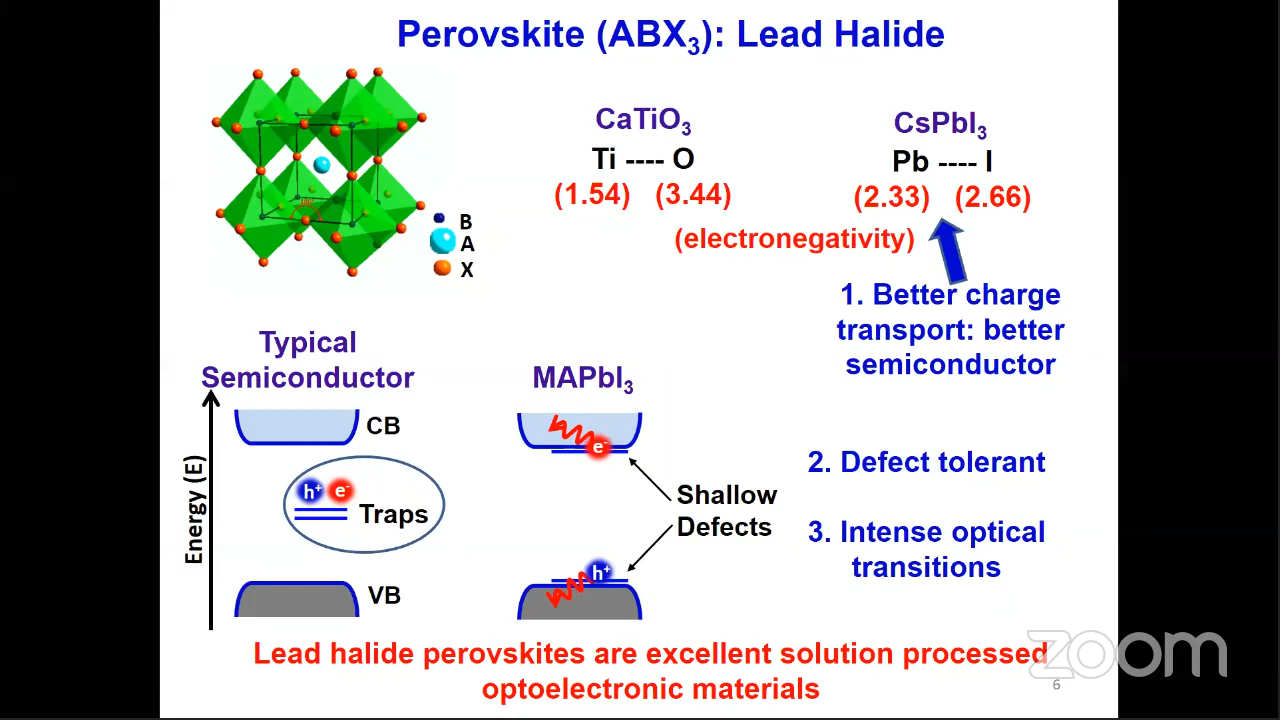 Perovskite (ABX3): Lead Halide
CaTiO3
Ti ---- O
(1.54) (3.44)
CsPbI3
Pb ---- I
(2.33) (2.66)
(electronegativity)
180°
B
A
X
1. Better charge
transport: better
semiconductor
Typical
Semiconductor
MAPbI3
Energy (E)
CB
h+ e-
Traps
VB
e-
h+
Shallow
Defects
2. Defect tolerant
3. Intense optical
transitions
Lead halide perovskites are excellent solution processed
optoelectronic materials
6
zoom